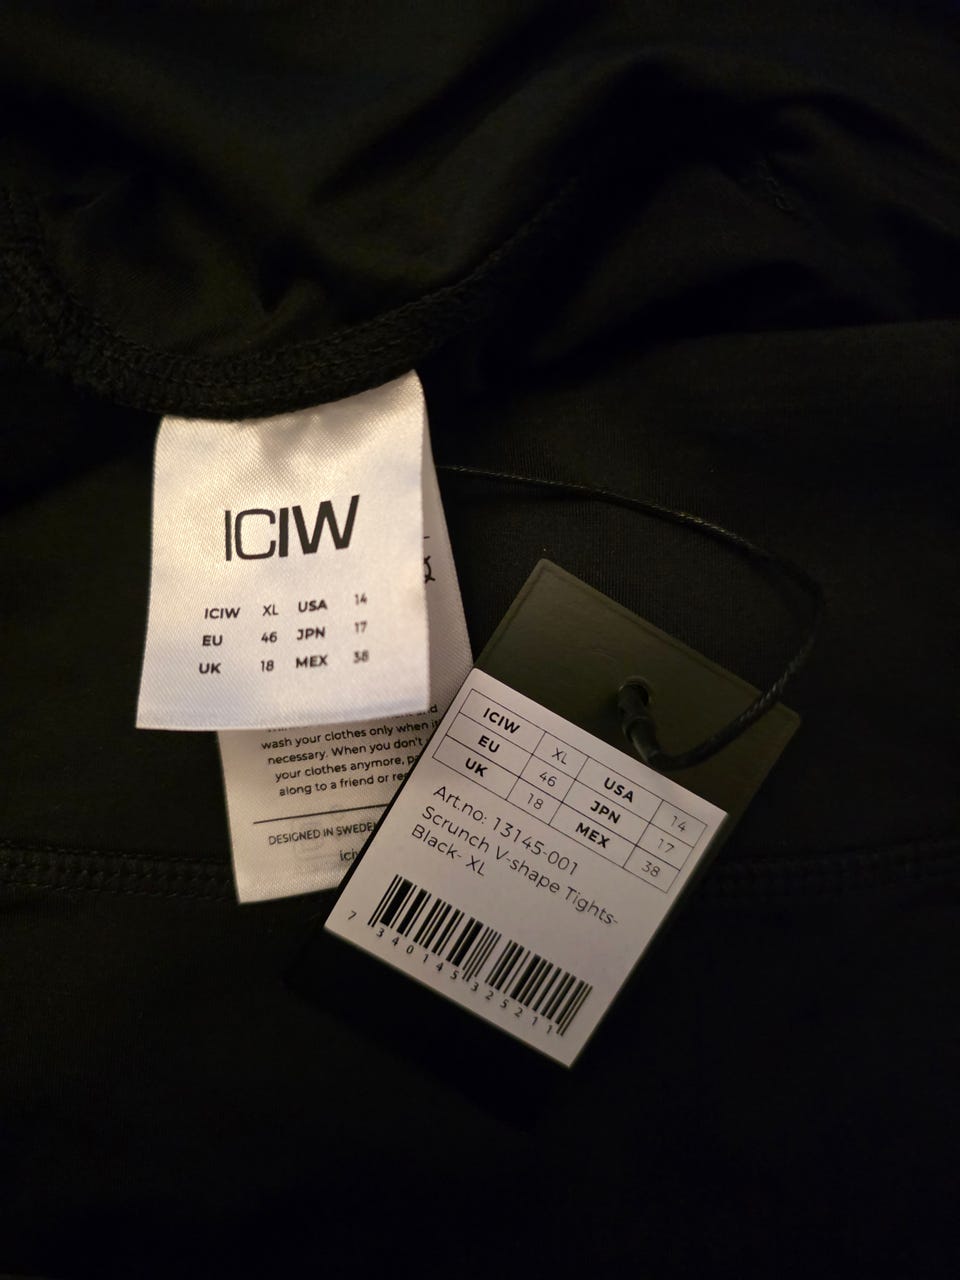 ICIW
ICIW XL USA 14
EU 46 JPN 17
UK 18 MEX 38
and
wash your clothes only when
necessary. When you don't
your clothes anymore,
along to a friend or
DESIGNED IN SWEDEN
ICIW XL USA 14
EU 46 JPN 17
UK 18 MEX 38
Art.no: 13145-001
Scrunch V-shape Tights-
Black- XL
7 340145 325211